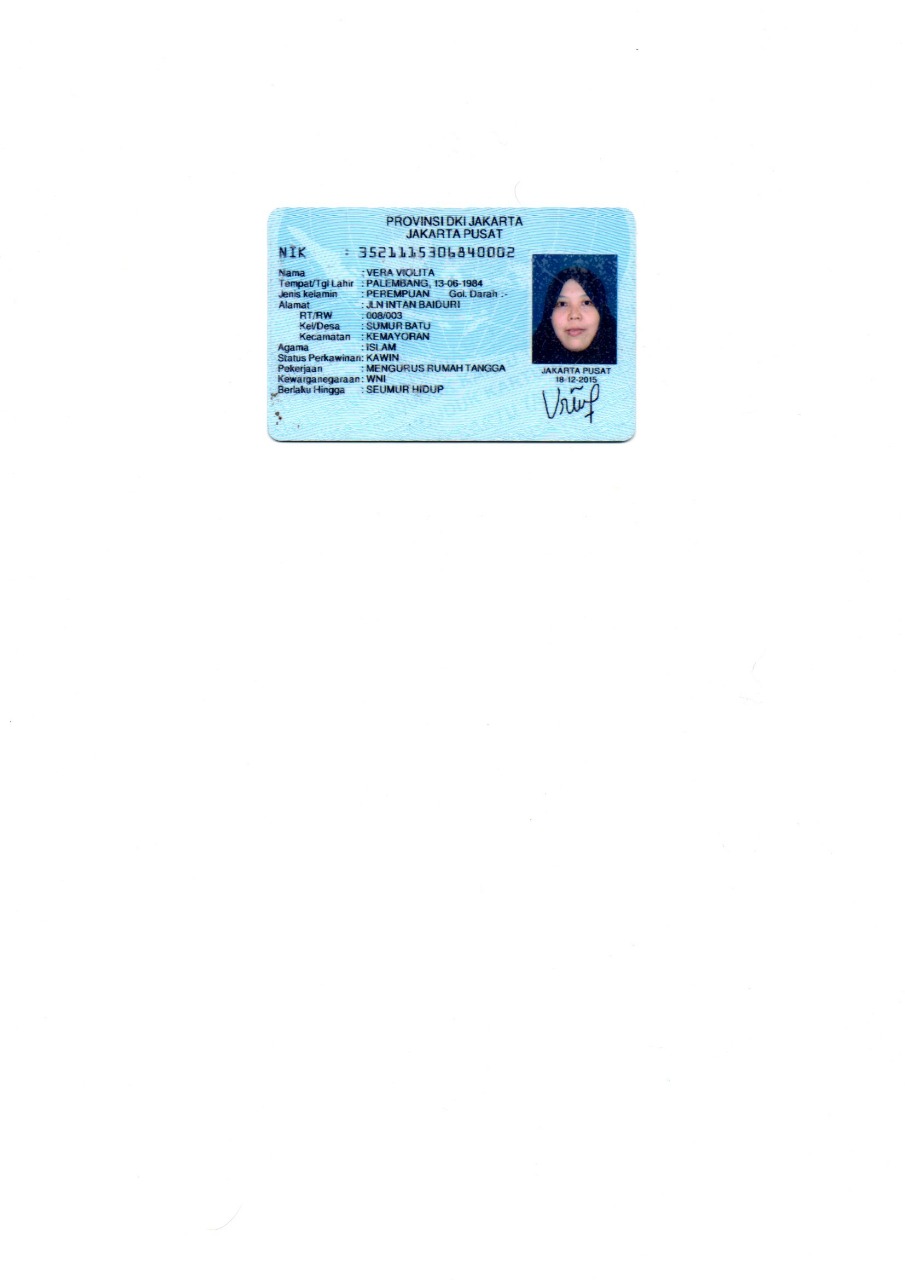 PROVINSI DKI JAKARTA
JAKARTA PUSAT
NIK : 3521115306840002
Nama : VERA VIOLITA
Tempat/Tgl Lahir : PALEMBANG, 13-06-1984
Jenis kelamin : PEREMPUAN Gol. Darah :-
Alamat : JLN INTAN BAIDURI
RT/RW : 008/003
Kel/Desa : SUMUR BATU
Kecamatan : KEMAYORAN
Agama : ISLAM
Status Perkawinan: KAWIN
Pekerjaan : MENGURUS RUMAH TANGGA
Kewarganegaraan: WNI
Berlaku Hingga : SEUMUR HIDUP
JAKARTA PUSAT
18-12-2015